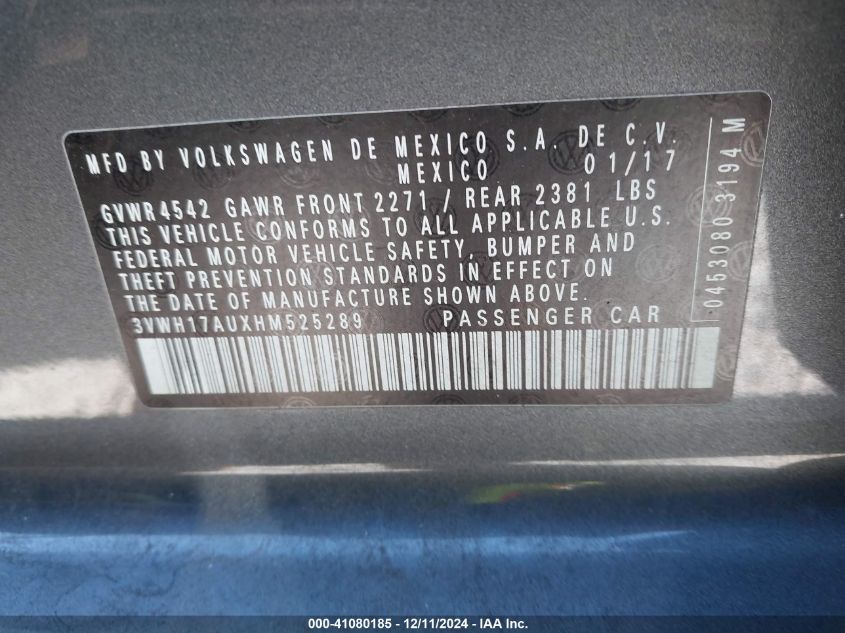 MFD BY VOLKSWAGEN DE MEXICO S.A. DE C.V.
MEXICO 01/17
GVWR4542 GAWR FRONT 2271 / REAR 2381 LBS
THIS VEHICLE CONFORMS TO ALL APPLICABLE U.S.
FEDERAL MOTOR VEHICLE SAFETY, BUMPER AND
THEFT PREVENTION STANDARDS IN EFFECT ON
THE DATE OF MANUFACTURE SHOWN ABOVE.
3VWH17AUXHM525289 PASSENGER CAR
0453080 3194 M
000-41080185 - 12/11/2024 - IAA Inc.